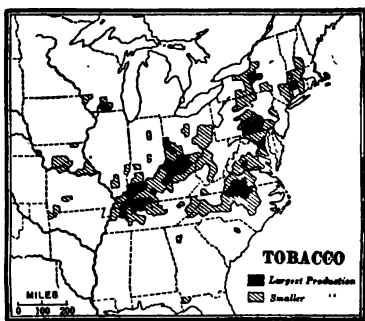 TOBACCO
Largest Production
Smaller "
MILES
0 100 200